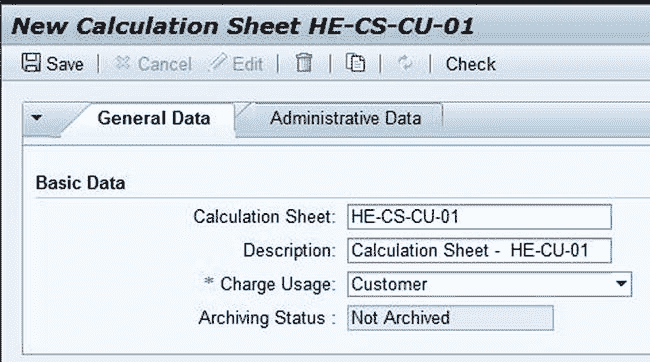 New Calculation Sheet HE-CS-CU-01
Save Cancel Edit Check
General Data Administrative Data
Basic Data
Calculation Sheet: HE-CS-CU-01
Description: Calculation Sheet - HE-CU-01
* Charge Usage: Customer
Archiving Status : Not Archived